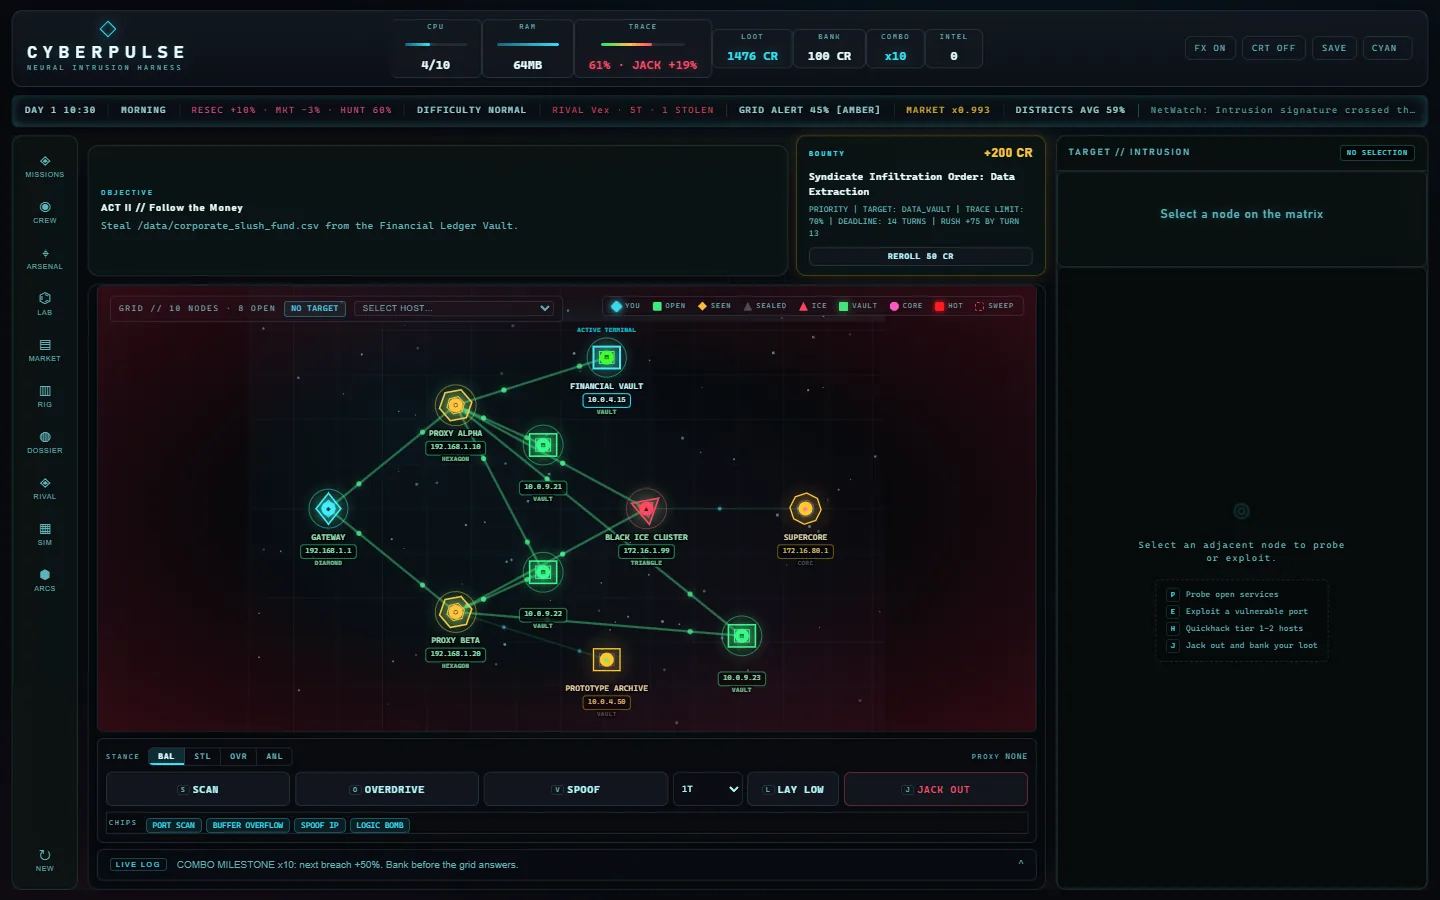 CYBERPULSE
NEURAL INTRUSION HARNESS
CPU
4/10
RAM
64MB
TRACE
61% · JACK +19%
LOOT
1476 CR
BANK
100 CR
COMBO
x10
INTEL
0
FX ON
CRT OFF
SAVE
CYAN
DAY 1 10:30
MORNING
RESEC +10% · MKT −3% · HUNT 60%
DIFFICULTY NORMAL
RIVAL Vex · ST · 1 STOLEN
GRID ALERT 45% [AMBER]
MARKET x0.993
DISTRICTS AVG 59%
NetWatch: Intrusion signature crossed th…
MISSIONS
CREW
ARSENAL
LAB
MARKET
RIG
DOSSIER
RIVAL
SIM
ARCS
NEW
OBJECTIVE
ACT II // Follow the Money
Steal /data/corporate_slush_fund.csv from the Financial Ledger Vault.
BOUNTY
+200 CR
Syndicate Infiltration Order: Data
Extraction
PRIORITY | TARGET: DATA_VAULT | TRACE LIMIT:
70% | DEADLINE: 14 TURNS | RUSH +75 BY TURN
13
REROLL 50 CR
GRID // 10 NODES · 8 OPEN
NO TARGET
SELECT HOST...
YOU
OPEN
SEEN
SEALED
ICE
VAULT
CORE
HOT
SWEEP
ACTIVE TERMINAL
FINANCIAL VAULT
10.0.4.15
VAULT
PROXY ALPHA
192.168.1.10
HEXAGON
10.0.9.21
VAULT
GATEWAY
192.168.1.1
DIAMOND
BLACK ICE CLUSTER
172.16.1.99
TRIANGLE
SUPERCORE
172.16.80.1
CORE
10.0.9.22
VAULT
PROXY BETA
192.168.1.20
HEXAGON
PROTOTYPE ARCHIVE
10.0.4.50
VAULT
10.0.9.23
VAULT
STANCE
BAL
STL
OVR
ANL
PROXY NONE
S SCAN
O OVERDRIVE
V SPOOF
1T
L LAY LOW
J JACK OUT
CHIPS
PORT SCAN
BUFFER OVERFLOW
SPOOF IP
LOGIC BOMB
LIVE LOG
COMBO MILESTONE x10: next breach +50%. Bank before the grid answers.
TARGET // INTRUSION
NO SELECTION
Select a node on the matrix
Select an adjacent node to probe
or exploit.
P Probe open services
E Exploit a vulnerable port
H Quickhack tier 1–2 hosts
J Jack out and bank your loot